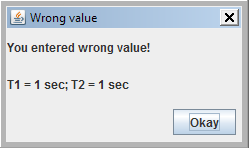 Wrong value
You entered wrong value!
T1 = 1 sec; T2 = 1 sec
Okay